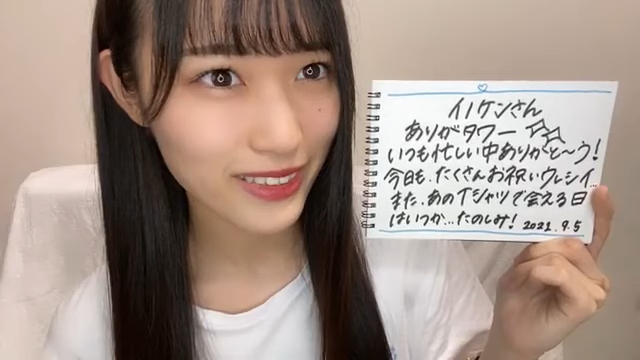 イノケンさん
ありがタワー ☆☆
いつも忙しい中ありがと〜う!
今日も、たくさんお祝いウレシイ...
また、あのTシャツで会える日
はいつか...たのしみ! 2021.9.5